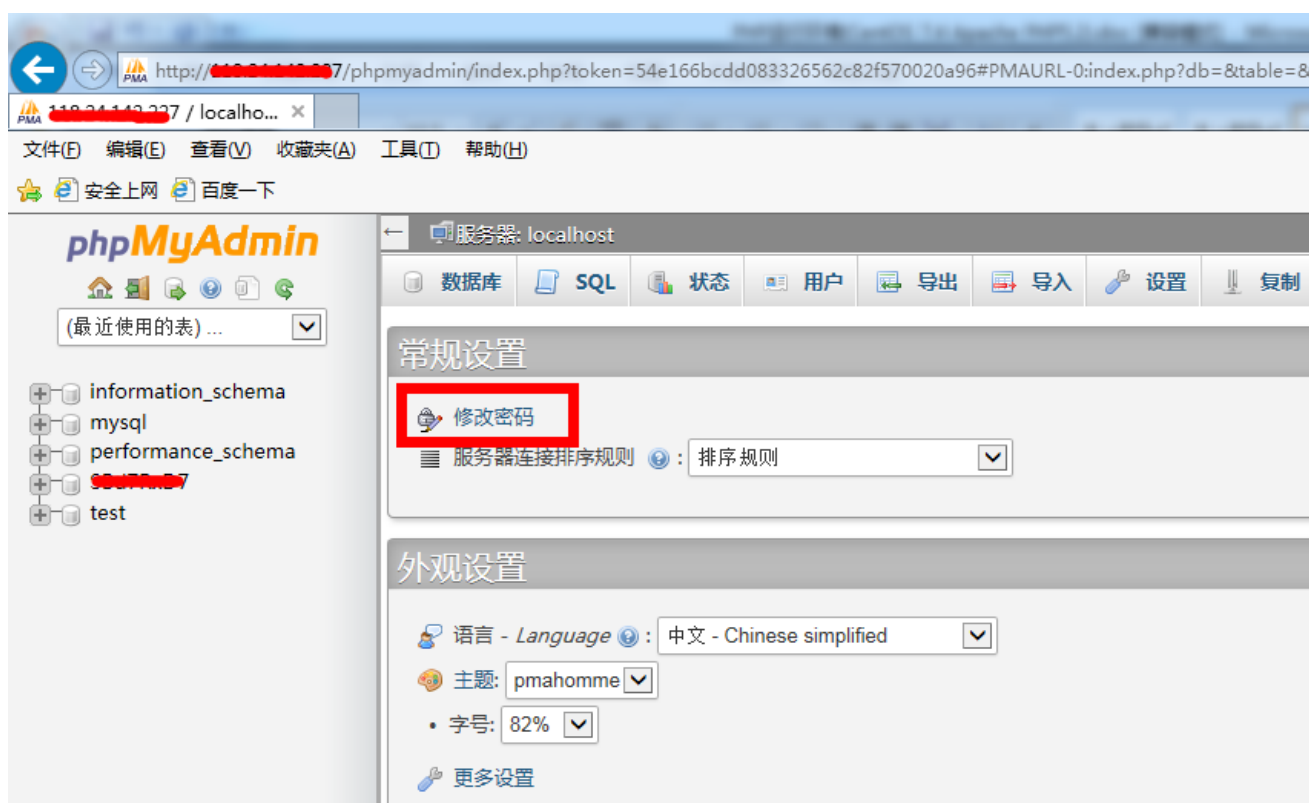 http:// 7/phpmyadmin/index.php?token=54e166bcdd083326562c82f570020a96#PMAURL-0:index.php?db=&table=&
7 / localho...
文件(F) 编辑(E) 查看(V) 收藏夹(A) 工具(T) 帮助(H)
安全上网 百度一下
phpMyAdmin
(最近使用的表) ...
information_schema
mysql
performance_schema
7
test
服务器: localhost
数据库 SQL 状态 用户 导出 导入 设置 复制
常规设置
修改密码
服务器连接排序规则 : 排序规则
外观设置
语言 - Language : 中文 - Chinese simplified
主题: pmahomme
• 字号: 82%
更多设置